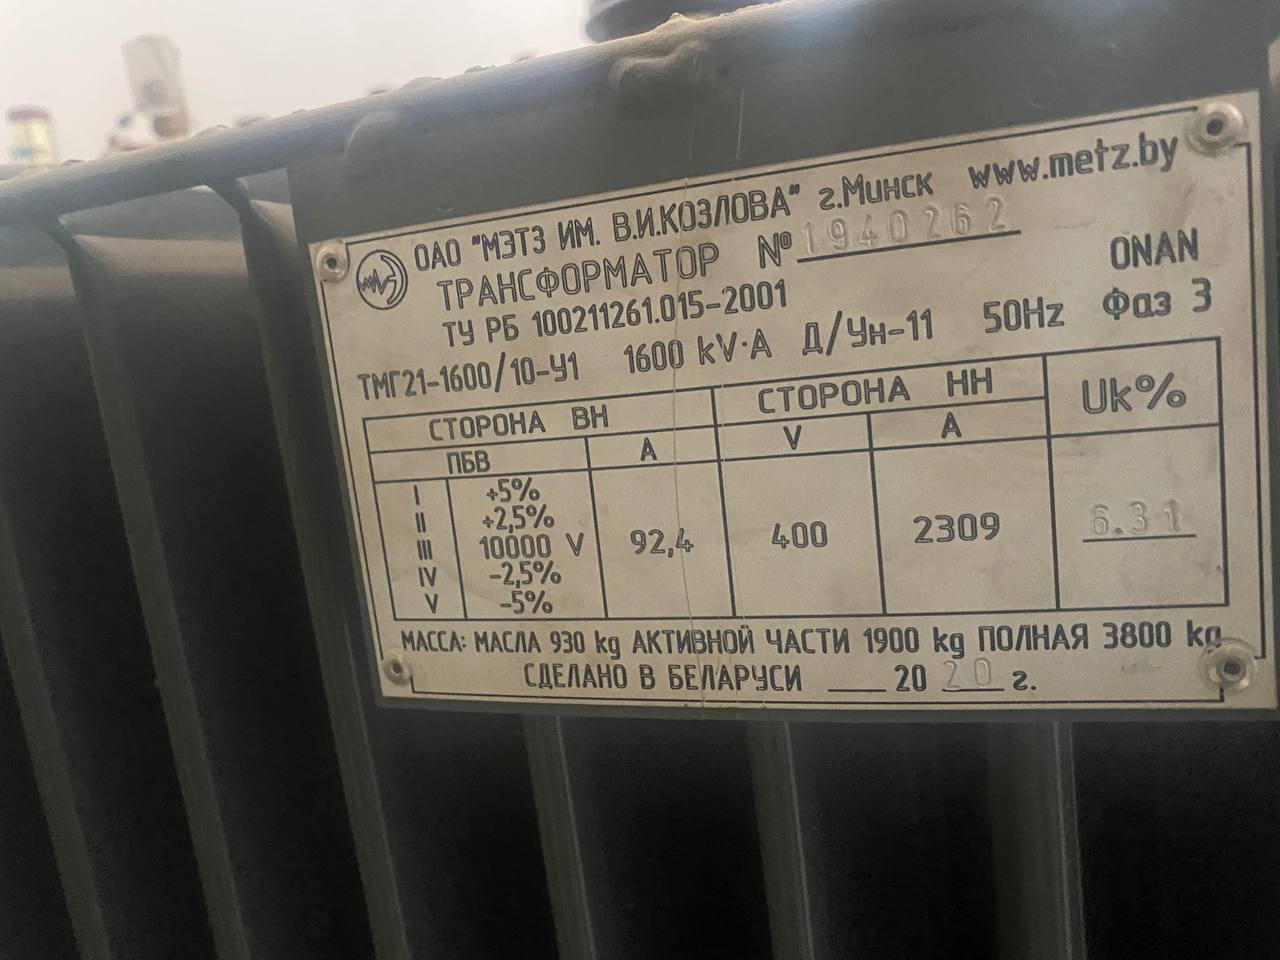 ОАО "МЭТЗ ИМ. В.И.КОЗЛОВА" г.Минск www.metz.by
ТРАНСФОРМАТОР № 1940262
ТУ РБ 100211261.015-2001 ONAN
ТМГ21-1600/10-У1 1600 kV·A Д/Ун-11 50Hz Фаз 3
СТОРОНА ВН СТОРОНА НН Uk%
ПБВ A V A
I +5%
II +2,5%
III 10000 V 92,4 400 2309 6.31
IV -2,5%
V -5%
МАССА: МАСЛА 930 kg АКТИВНОЙ ЧАСТИ 1900 kg ПОЛНАЯ 3800 kg
СДЕЛАНО В БЕЛАРУСИ ___ 20 20 г.